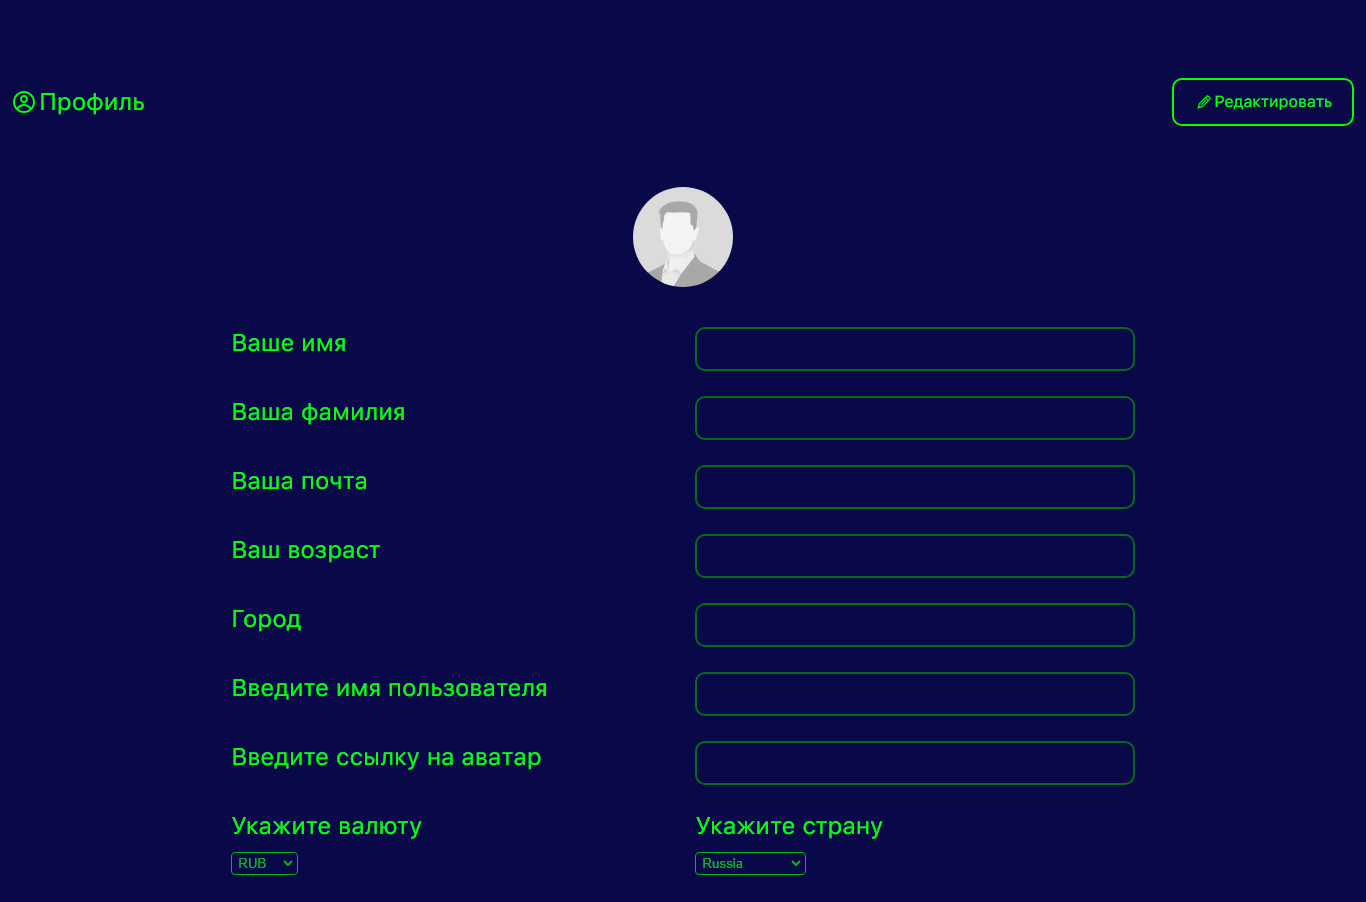 Профиль
Редактировать
Ваше имя
Ваша фамилия
Ваша почта
Ваш возраст
Город
Введите имя пользователя
Введите ссылку на аватар
Укажите валюту
Укажите страну
RUB
Russia